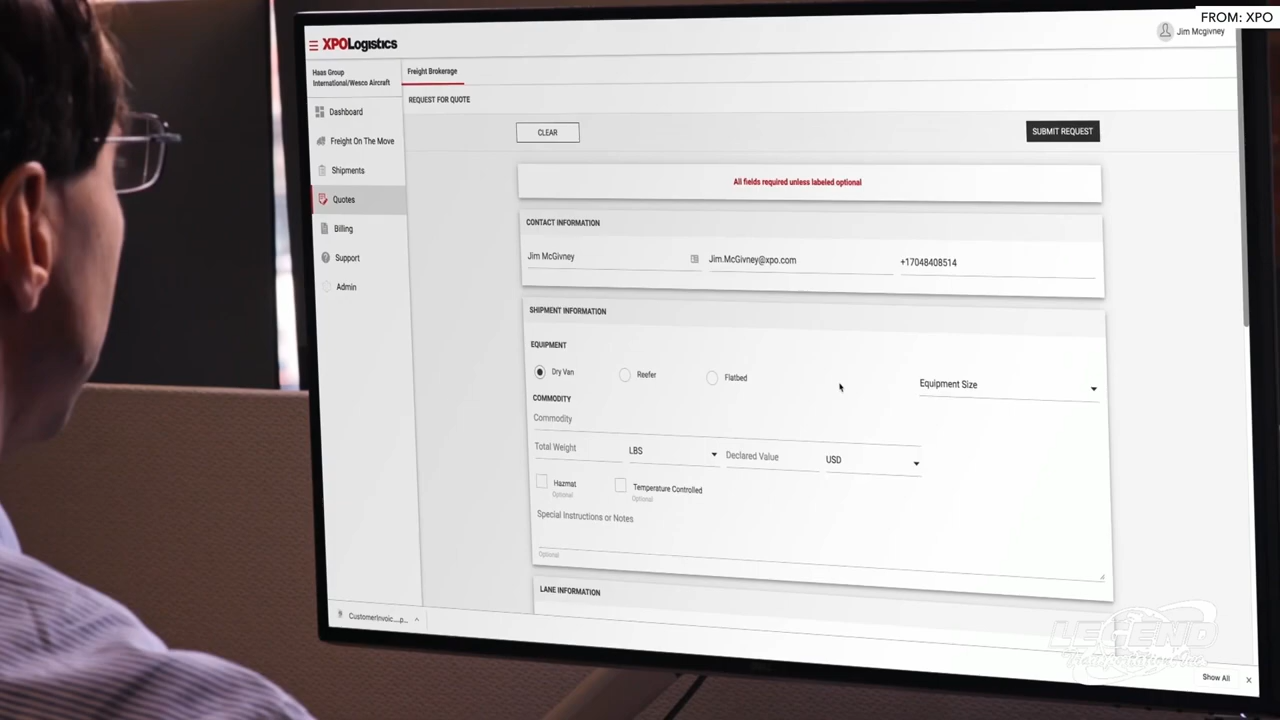 FROM: XPO
XPOLogistics
Jim Mcgivney
Haas Group
International/Wesco Aircraft
Freight Brokerage
REQUEST FOR QUOTE
Dashboard
Freight On The Move
Shipments
Quotes
Billing
Support
Admin
CLEAR
SUBMIT REQUEST
All fields required unless labeled optional
CONTACT INFORMATION
Jim McGivney
Jim.McGivney@xpo.com
+17048408514
SHIPMENT INFORMATION
EQUIPMENT
Dry Van
Reefer
Flatbed
Equipment Size
COMMODITY
Commodity
Total Weight
LBS
Declared Value
USD
Hazmat
Optional
Temperature Controlled
Optional
Special Instructions or Notes
Optional
LANE INFORMATION
CustomerInvoic....p...
LEGEND
Show All